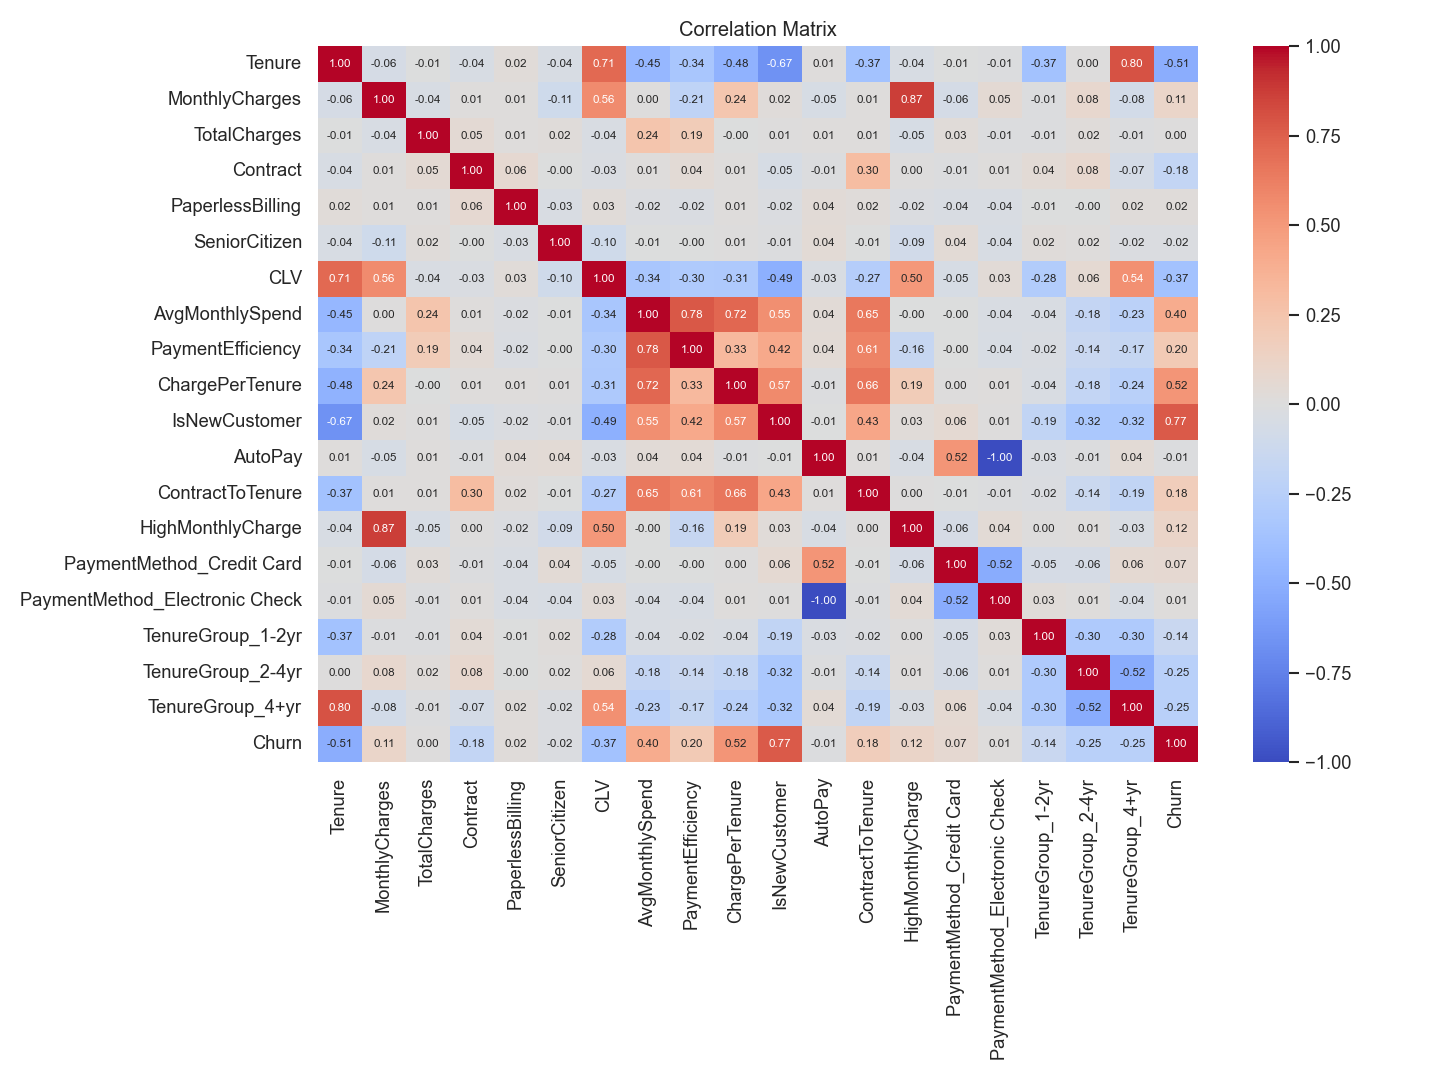 Correlation Matrix
Tenure 1.00 -0.06 -0.01 -0.04 0.02 -0.04 0.71 -0.45 -0.34 -0.48 -0.67 0.01 -0.37 -0.04 -0.01 -0.01 -0.37 0.00 0.80 -0.51
MonthlyCharges -0.06 1.00 -0.04 0.01 0.01 -0.11 0.56 0.00 -0.21 0.24 0.02 -0.05 0.01 0.87 -0.06 0.05 -0.01 0.08 -0.08 0.11
TotalCharges -0.01 -0.04 1.00 0.05 0.01 0.02 -0.04 0.24 0.19 -0.00 0.01 0.01 0.01 -0.05 0.03 -0.01 -0.01 0.02 -0.01 0.00
Contract -0.04 0.01 0.05 1.00 0.06 -0.00 -0.03 0.01 0.04 0.01 -0.05 -0.01 0.30 0.00 -0.01 0.01 0.04 0.08 -0.07 -0.18
PaperlessBilling 0.02 0.01 0.01 0.06 1.00 -0.03 0.03 -0.02 -0.02 0.01 -0.02 0.04 0.02 -0.02 -0.04 -0.04 -0.01 -0.00 0.02 0.02
SeniorCitizen -0.04 -0.11 0.02 -0.00 -0.03 1.00 -0.10 -0.01 -0.00 0.01 -0.01 0.04 -0.01 -0.09 0.04 -0.04 0.02 0.02 -0.02 -0.02
CLV 0.71 0.56 -0.04 -0.03 0.03 -0.10 1.00 -0.34 -0.30 -0.31 -0.49 -0.03 -0.27 0.50 -0.05 0.03 -0.28 0.06 0.54 -0.37
AvgMonthlySpend -0.45 0.00 0.24 0.01 -0.02 -0.01 -0.34 1.00 0.78 0.72 0.55 0.04 0.65 -0.00 -0.00 -0.04 -0.04 -0.18 -0.23 0.40
PaymentEfficiency -0.34 -0.21 0.19 0.04 -0.02 -0.00 -0.30 0.78 1.00 0.33 0.42 0.04 0.61 -0.16 -0.00 -0.04 -0.02 -0.14 -0.17 0.20
ChargePerTenure -0.48 0.24 -0.00 0.01 0.01 0.01 -0.31 0.72 0.33 1.00 0.57 -0.01 0.66 0.19 0.00 0.01 -0.04 -0.18 -0.24 0.52
IsNewCustomer -0.67 0.02 0.01 -0.05 -0.02 -0.01 -0.49 0.55 0.42 0.57 1.00 -0.01 0.43 0.03 0.06 0.01 -0.19 -0.32 -0.32 0.77
AutoPay 0.01 -0.05 0.01 -0.01 0.04 0.04 -0.03 0.04 0.04 -0.01 -0.01 1.00 0.01 -0.04 0.52 -1.00 -0.03 -0.01 0.04 -0.01
ContractToTenure -0.37 0.01 0.01 0.30 0.02 -0.01 -0.27 0.65 0.61 0.66 0.43 0.01 1.00 0.00 -0.01 -0.01 -0.02 -0.14 -0.19 0.18
HighMonthlyCharge -0.04 0.87 -0.05 0.00 -0.02 -0.09 0.50 -0.00 -0.16 0.19 0.03 -0.04 0.00 1.00 -0.06 0.04 0.00 0.01 -0.03 0.12
PaymentMethod_Credit Card -0.01 -0.06 0.03 -0.01 -0.04 0.04 -0.05 -0.00 -0.00 0.00 0.06 0.52 -0.01 -0.06 1.00 -0.52 -0.05 -0.06 0.06 0.07
PaymentMethod_Electronic Check -0.01 0.05 -0.01 0.01 -0.04 -0.04 0.03 -0.04 -0.04 0.01 0.01 -1.00 -0.01 0.04 -0.52 1.00 0.03 0.01 -0.04 0.01
TenureGroup_1-2yr -0.37 -0.01 -0.01 0.04 -0.01 0.02 -0.28 -0.04 -0.02 -0.04 -0.19 -0.03 -0.02 0.00 -0.05 0.03 1.00 -0.30 -0.30 -0.14
TenureGroup_2-4yr 0.00 0.08 0.02 0.08 -0.00 0.02 0.06 -0.18 -0.14 -0.18 -0.32 -0.01 -0.14 0.01 -0.06 0.01 -0.30 1.00 -0.52 -0.25
TenureGroup_4+yr 0.80 -0.08 -0.01 -0.07 0.02 -0.02 0.54 -0.23 -0.17 -0.24 -0.32 0.04 -0.19 -0.03 0.06 -0.04 -0.30 -0.52 1.00 -0.25
Churn -0.51 0.11 0.00 -0.18 0.02 -0.02 -0.37 0.40 0.20 0.52 0.77 -0.01 0.18 0.12 0.07 0.01 -0.14 -0.25 -0.25 1.00
Tenure
MonthlyCharges
TotalCharges
Contract
PaperlessBilling
SeniorCitizen
CLV
AvgMonthlySpend
PaymentEfficiency
ChargePerTenure
IsNewCustomer
AutoPay
ContractToTenure
HighMonthlyCharge
PaymentMethod_Credit Card
PaymentMethod_Electronic Check
TenureGroup_1-2yr
TenureGroup_2-4yr
TenureGroup_4+yr
Churn
1.00
0.75
0.50
0.25
0.00
−0.25
−0.50
−0.75
−1.00